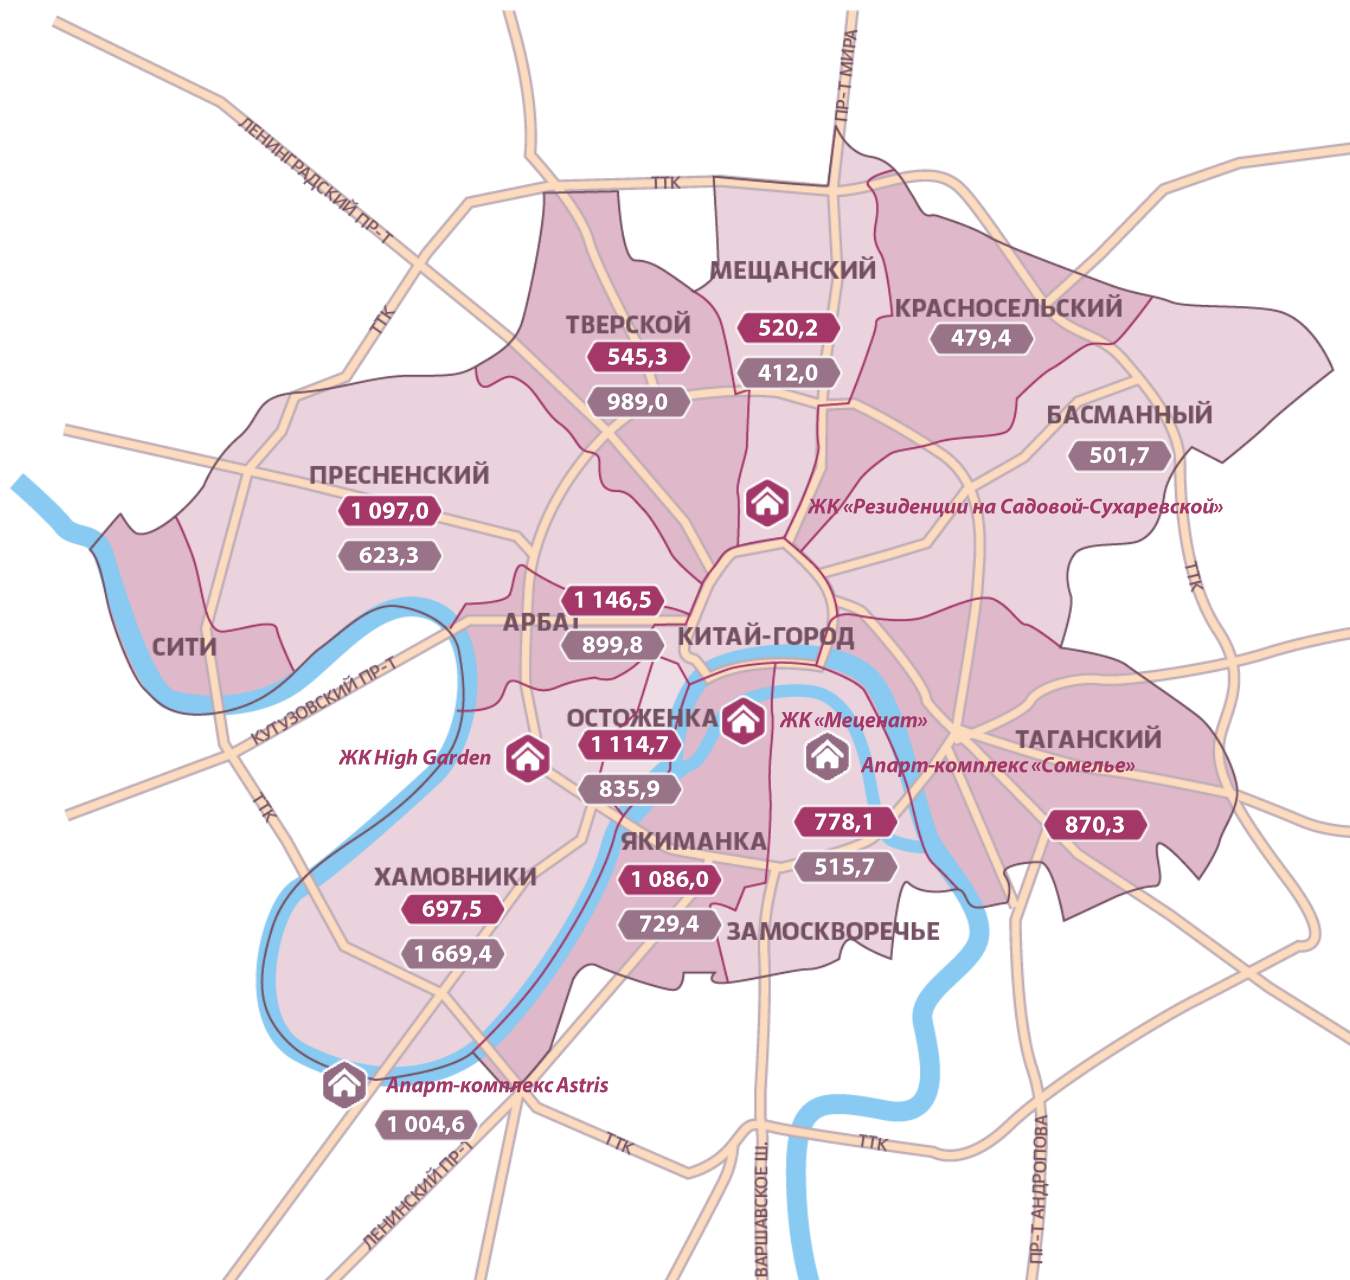 ПР-Т МИРА
ЛЕНИНГРАДСКИЙ ПР-Т
ТТК
МЕЩАНСКИЙ
520,2
412,0
КРАСНОСЕЛЬСКИЙ
479,4
ТВЕРСКОЙ
545,3
989,0
ТТК
БАСМАННЫЙ
501,7
ПРЕСНЕНСКИЙ
1 097,0
623,3
ЖК «Резиденции на Садовой-Сухаревской»
ТТК
АРБАТ
1 146,5
899,8
КИТАЙ-ГОРОД
СИТИ
КУТУЗОВСКИЙ ПР-Т
ОСТОЖЕНКА
1 114,7
835,9
ЖК «Меценат»
ЖК High Garden
Апарт-комплекс «Сомелье»
ТАГАНСКИЙ
870,3
ТТК
778,1
515,7
ЗАМОСКВОРЕЧЬЕ
ЯКИМАНКА
1 086,0
729,4
ХАМОВНИКИ
697,5
1 669,4
Апарт-комплекс Astris
1 004,6
ЛЕНИНСКИЙ ПР-Т
ТТК
ВАРШАВСКОЕ Ш.
ТТК
ПР-Т АНДРОПОВА